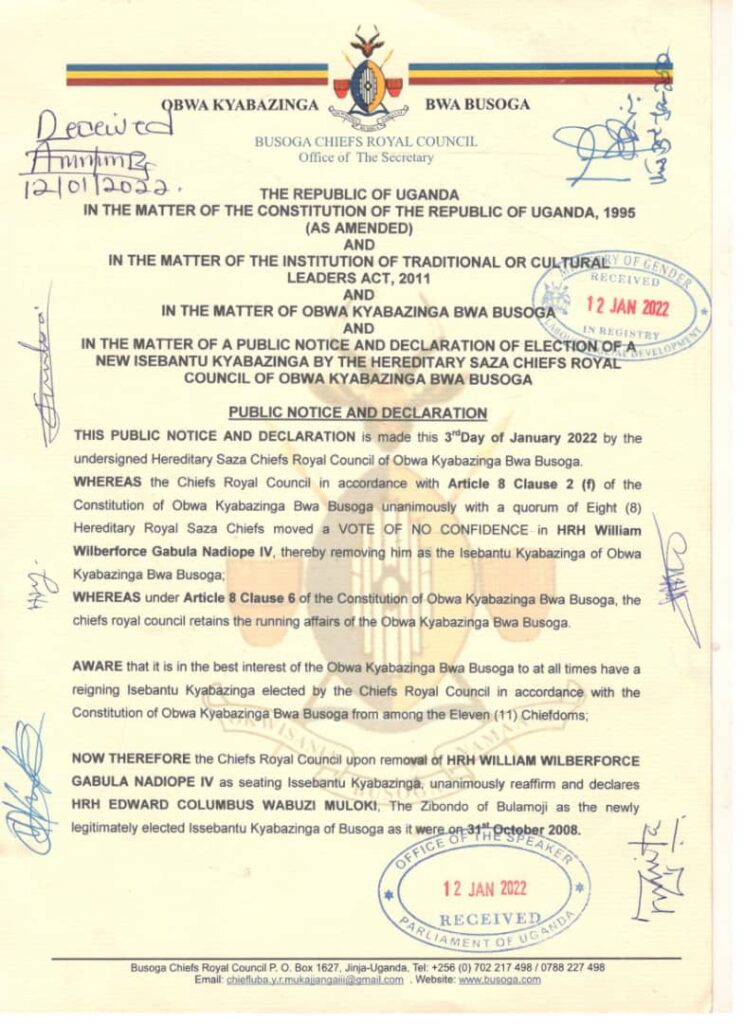 OBWA KYABAZINGA BWA BUSOGA
BUSOGA CHIEFS ROYAL COUNCIL
Office of The Secretary
Received
12/01/2022.
THE REPUBLIC OF UGANDA
IN THE MATTER OF THE CONSTITUTION OF THE REPUBLIC OF UGANDA, 1995
(AS AMENDED)
AND
IN THE MATTER OF THE INSTITUTION OF TRADITIONAL OR CULTURAL
LEADERS ACT, 2011
AND
IN THE MATTER OF OBWA KYABAZINGA BWA BUSOGA
AND
IN THE MATTER OF A PUBLIC NOTICE AND DECLARATION OF ELECTION OF A
NEW ISEBANTU KYABAZINGA BY THE HEREDITARY SAZA CHIEFS ROYAL
COUNCIL OF OBWA KYABAZINGA BWA BUSOGA
MINISTRY OF GENDER
RECEIVED
12 JAN 2022
IN REGISTRY
LABOUR SOCIAL DEVELOPMENT
PUBLIC NOTICE AND DECLARATION
THIS PUBLIC NOTICE AND DECLARATION is made this 3rdDay of January 2022 by the
undersigned Hereditary Saza Chiefs Royal Council of Obwa Kyabazinga Bwa Busoga.
WHEREAS the Chiefs Royal Council in accordance with Article 8 Clause 2 (f) of the
Constitution of Obwa Kyabazinga Bwa Busoga unanimously with a quorum of Eight (8)
Hereditary Royal Saza Chiefs moved a VOTE OF NO CONFIDENCE in HRH William
Wilberforce Gabula Nadiope IV, thereby removing him as the Isebantu Kyabazinga of Obwa
Kyabazinga Bwa Busoga;
WHEREAS under Article 8 Clause 6 of the Constitution of Obwa Kyabazinga Bwa Busoga, the
chiefs royal council retains the running affairs of the Obwa Kyabazinga Bwa Busoga.
AWARE that it is in the best interest of the Obwa Kyabazinga Bwa Busoga to at all times have a
reigning Isebantu Kyabazinga elected by the Chiefs Royal Council in accordance with the
Constitution of Obwa Kyabazinga Bwa Busoga from among the Eleven (11) Chiefdoms;
NOW THEREFORE the Chiefs Royal Council upon removal of HRH WILLIAM WILBERFORCE
GABULA NADIOPE IV as seating Issebantu Kyabazinga, unanimously reaffirm and declares
HRH EDWARD COLUMBUS WABUZI MULOKI, The Zibondo of Bulamoji as the newly
legitimately elected Issebantu Kyabazinga of Busoga as it were on 31st October 2008.
OFFICE OF THE SPEAKER
12 JAN 2022
RECEIVED
PARLIAMENT OF UGANDA
Busoga Chiefs Royal Council P. O. Box 1627, Jinja-Uganda, Tel: +256 (0) 702 217 498 / 0788 227 498
Email: chiefluba.y.r.mukajjangaiii@gmail.com . Website: www.busoga.com